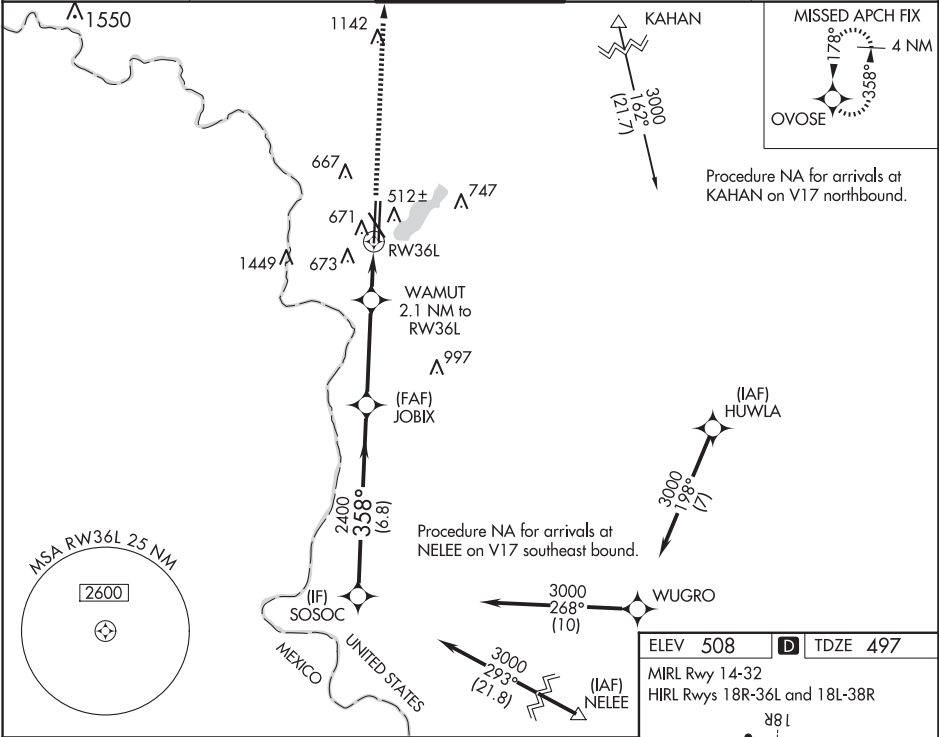 1550
1142
KAHAN
3000
162°
(21.7)
MISSED APCH FIX
178°
4 NM
358°
OVOSE
Procedure NA for arrivals at
KAHAN on V17 northbound.
667
512±
747
671
RW36L
1449
673
WAMUT
2.1 NM to
RW36L
997
(FAF)
JOBIX
(IAF)
HUWLA
3000
198°
(7)
2400
358°
(6.8)
Procedure NA for arrivals at
NELEE on V17 southeast bound.
MSA RW36L 25 NM
2600
(IF)
SOSOC
3000
268°
(10)
WUGRO
MEXICO
UNITED STATES
3000
293°
(21.8)
(IAF)
NELEE
ELEV 508 D TDZE 497
MIRL Rwy 14-32
HIRL Rwys 18R-36L and 18L-38R
18R